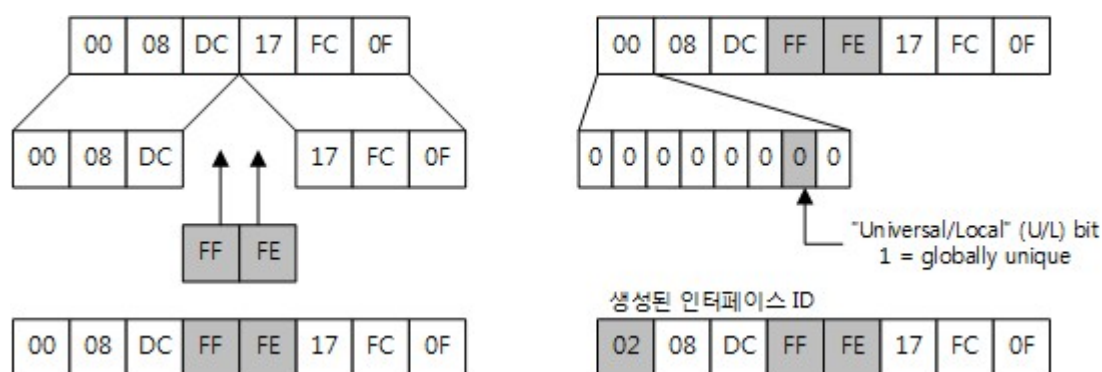 00 08 DC 17 FC 0F
00 08 DC
17 FC 0F
FF FE
00 08 DC FF FE 17 FC 0F
00 08 DC FF FE 17 FC 0F
0 0 0 0 0 0 0 0
"Universal/Local" (U/L) bit
1 = globally unique
생성된 인터페이스 ID
02 08 DC FF FE 17 FC 0F